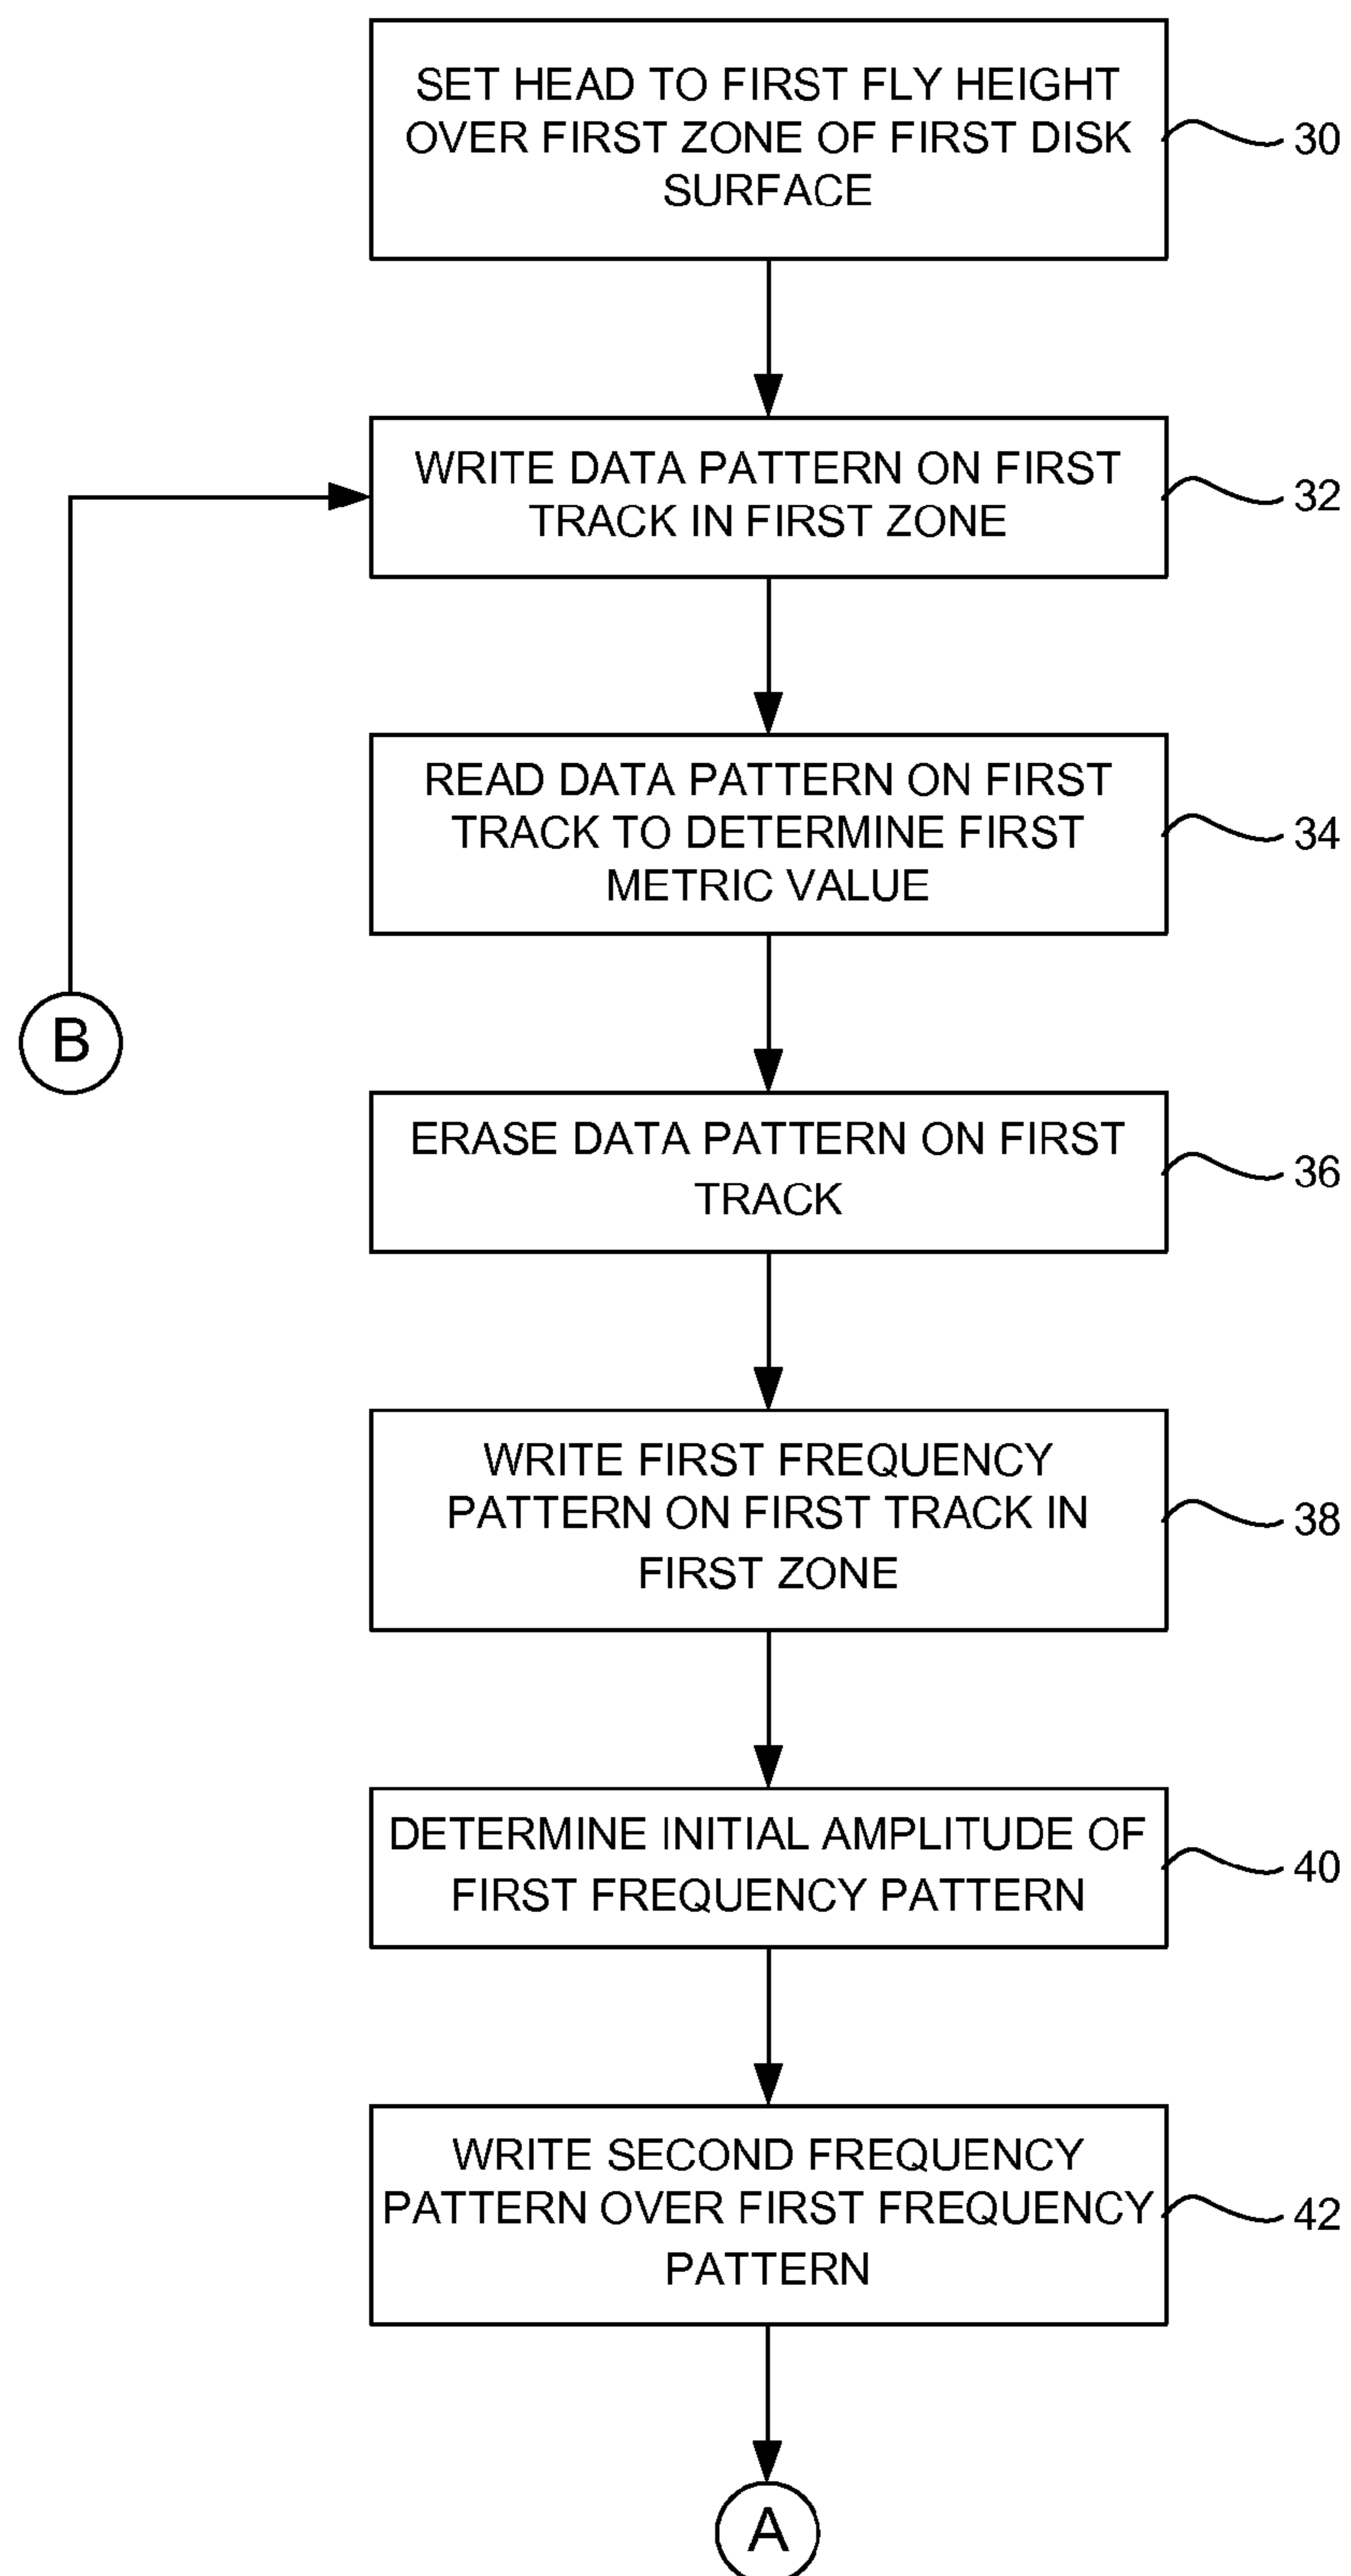 SET HEAD TO FIRST FLY HEIGHT
OVER FIRST ZONE OF FIRST DISK
SURFACE
30
WRITE DATA PATTERN ON FIRST
TRACK IN FIRST ZONE
32
READ DATA PATTERN ON FIRST
TRACK TO DETERMINE FIRST
METRIC VALUE
34
B
ERASE DATA PATTERN ON FIRST
TRACK
36
WRITE FIRST FREQUENCY
PATTERN ON FIRST TRACK IN
FIRST ZONE
38
DETERMINE INITIAL AMPLITUDE OF
FIRST FREQUENCY PATTERN
40
WRITE SECOND FREQUENCY
PATTERN OVER FIRST FREQUENCY
PATTERN
42
A